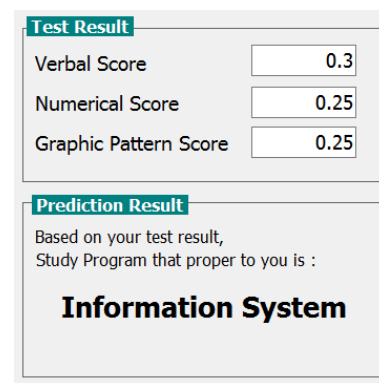 Test Result
Verbal Score 0.3
Numerical Score 0.25
Graphic Pattern Score 0.25
Prediction Result
Based on your test result,
Study Program that proper to you is :
Information System